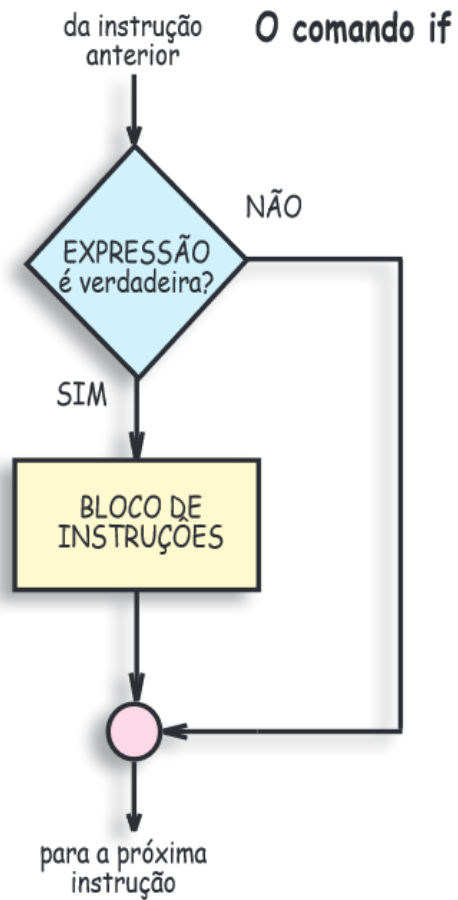 da instrução
anterior
O comando if
NÃO
EXPRESSÃO
é verdadeira?
SIM
BLOCO DE
INSTRUÇÕES
para a próxima
instrução